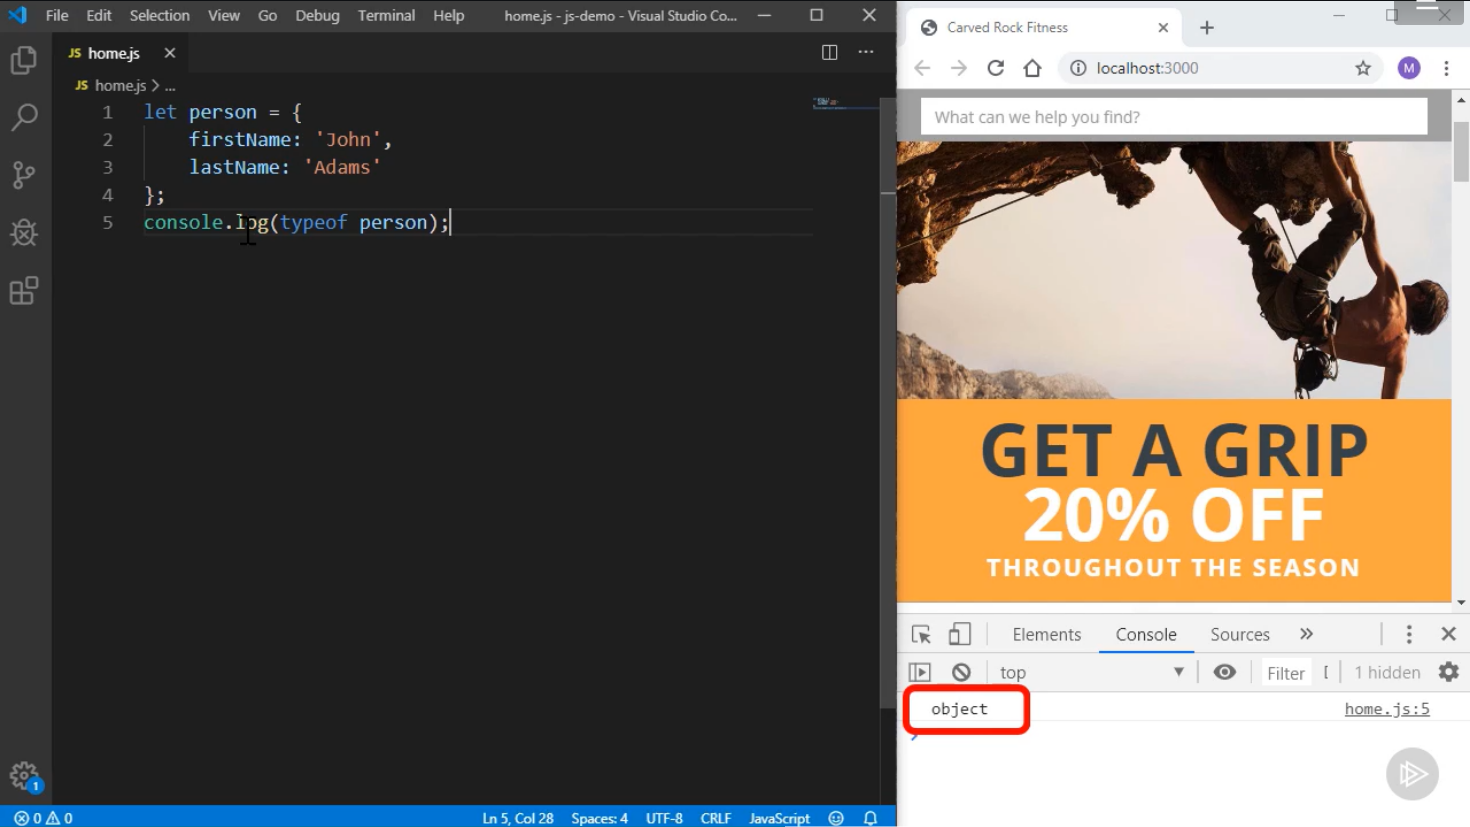 File Edit Selection View Go Debug Terminal Help home.js - js-demo - Visual Studio Co...
JS home.js
JS home.js > ...
1 let person = {
2     firstName: 'John',
3     lastName: 'Adams'
4 };
5 console.log(typeof person);
1
0 0 Ln 5, Col 28 Spaces: 4 UTF-8 CRLF JavaScript
Carved Rock Fitness
localhost:3000 M
What can we help you find?
GET A GRIP
20% OFF
THROUGHOUT THE SEASON
Elements Console Sources »
top Filter 1 hidden
object home.js:5